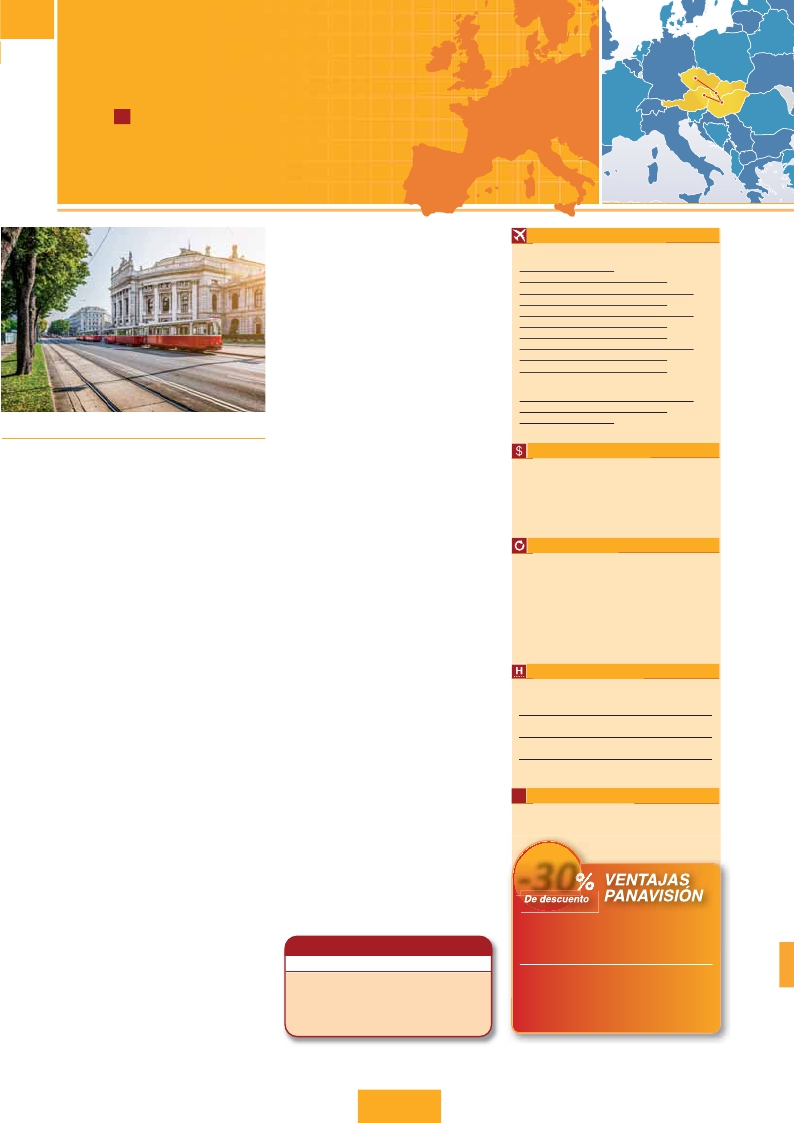 $
H
-30% VENTAJAS
De descuento PANAVISIÓN